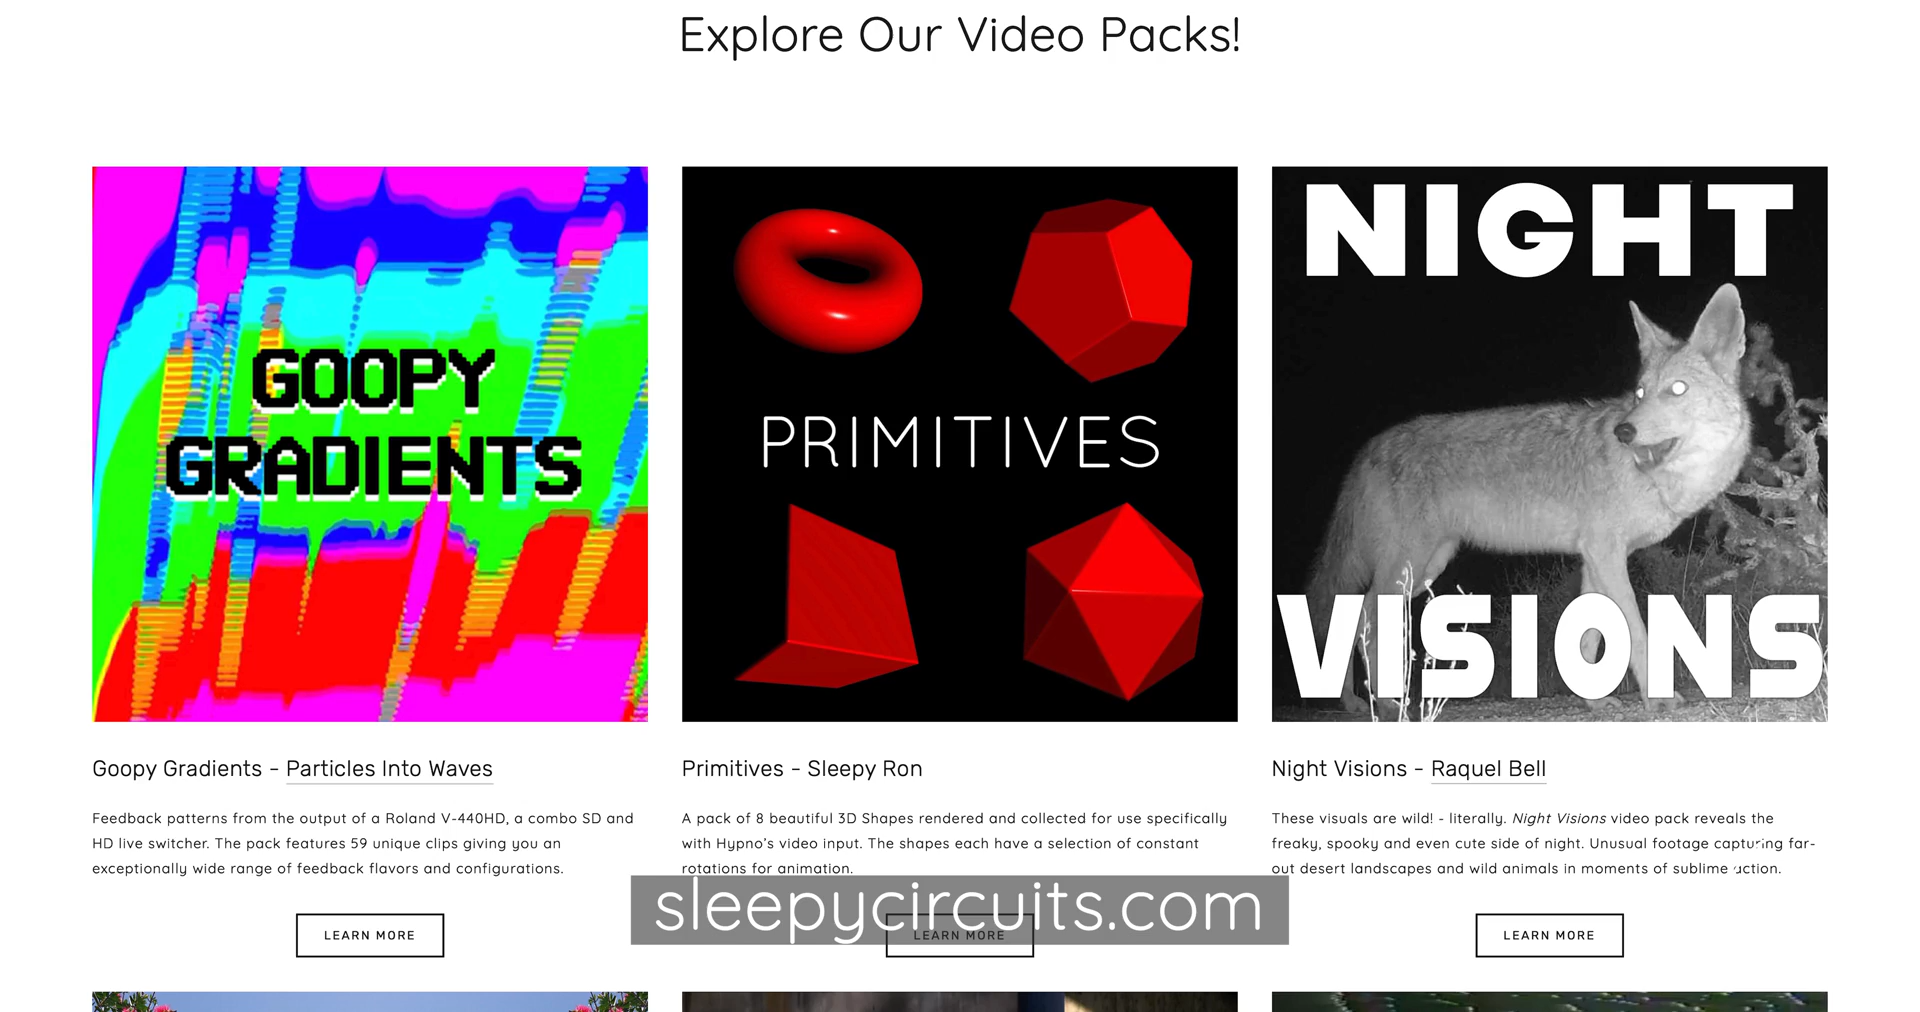 Explore Our Video Packs!
GOOPY
GRADIENTS
PRIMITIVES
NIGHT
VISIONS
Goopy Gradients - Particles Into Waves
Feedback patterns from the output of a Roland V-440HD, a combo SD and
HD live switcher. The pack features 59 unique clips giving you an
exceptionally wide range of feedback flavors and configurations.
LEARN MORE
Primitives - Sleepy Ron
A pack of 8 beautiful 3D Shapes rendered and collected for use specifically
with Hypno's video input. The shapes each have a selection of constant
rotations for animation.
LEARN MORE
Night Visions - Raquel Bell
These visuals are wild! - literally. Night Visions video pack reveals the
freaky, spooky and even cute side of night. Unusual footage capturing far-
out desert landscapes and wild animals in moments of sublime action.
LEARN MORE
sleepycircuits.com